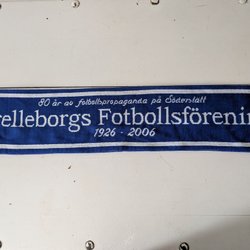 80 år av fotbollspropaganda på Söderslätt
relleborgs Fotbollsförenin
1926 - 2006